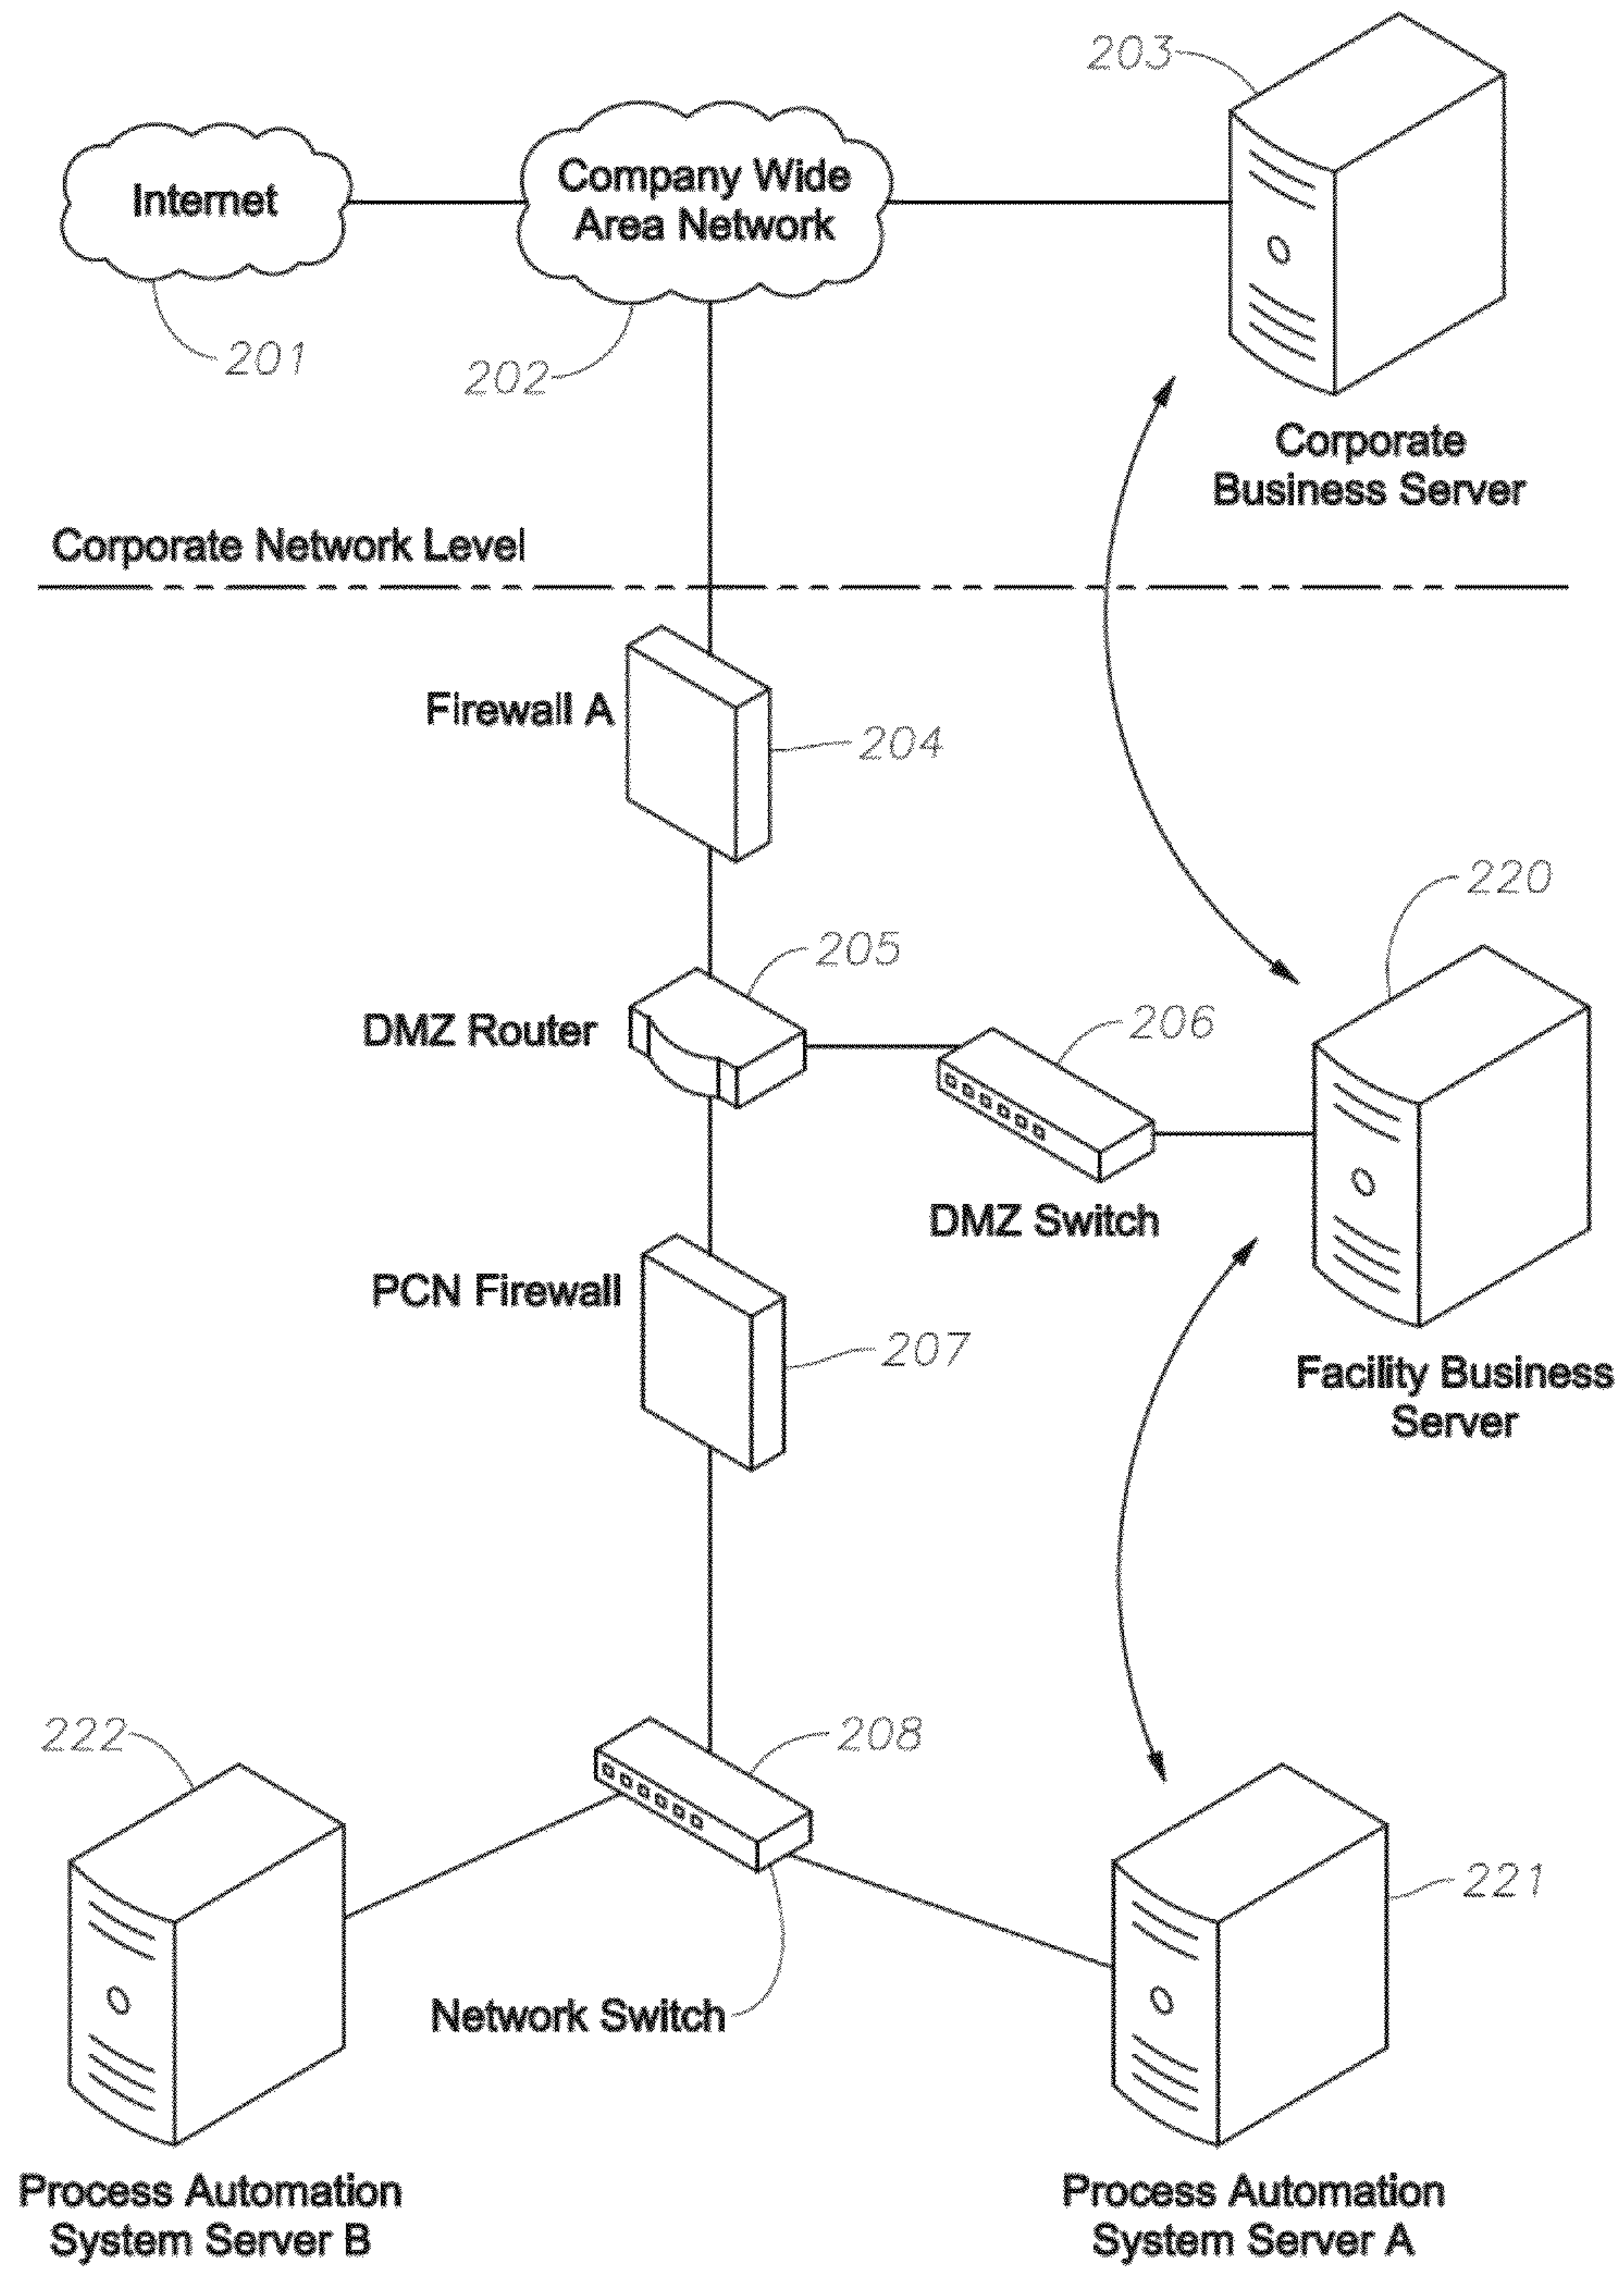 203
Internet
Company Wide
Area Network
201
202
Corporate
Business Server
Corporate Network Level
Firewall A
204
220
205
DMZ Router
206
DMZ Switch
PCN Firewall
207
Facility Business
Server
222
208
221
Network Switch
Process Automation
System Server B
Process Automation
System Server A